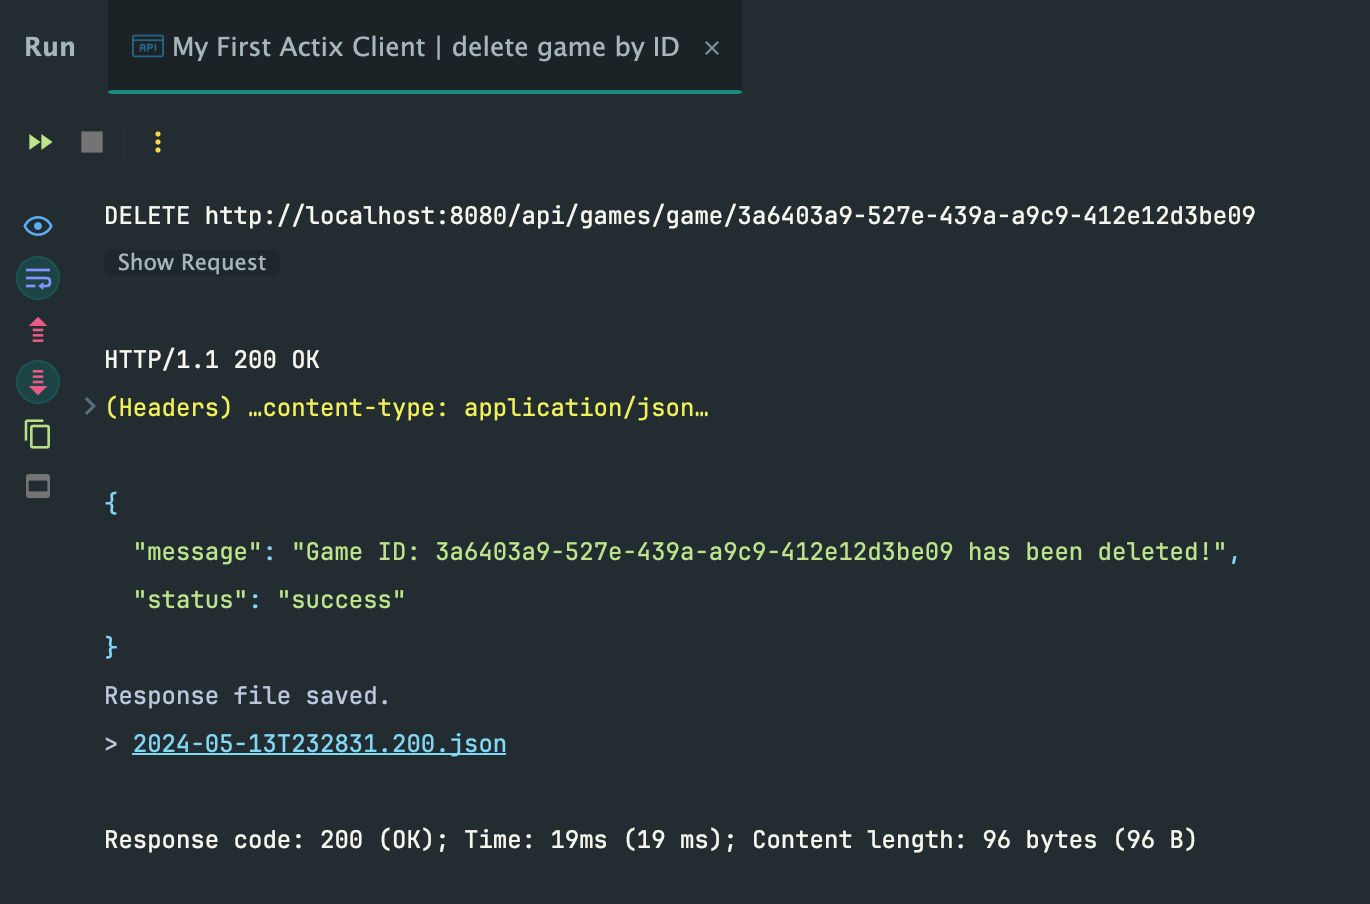 Run
API My First Actix Client | delete game by ID ×
DELETE http://localhost:8080/api/games/game/3a6403a9-527e-439a-a9c9-412e12d3be09
Show Request
HTTP/1.1 200 OK
(Headers) …content-type: application/json…
{
"message": "Game ID: 3a6403a9-527e-439a-a9c9-412e12d3be09 has been deleted!",
"status": "success"
}
Response file saved.
> 2024-05-13T232831.200.json
Response code: 200 (OK); Time: 19ms (19 ms); Content length: 96 bytes (96 B)